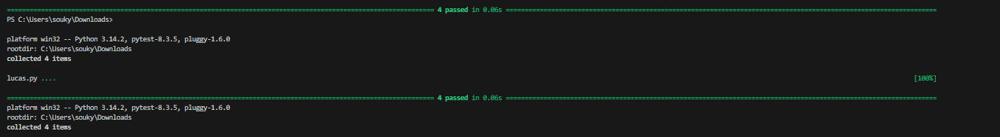 ============================== 4 passed in 0.06s ==============================
PS C:\Users\souky\Downloads>
platform win32 -- Python 3.14.2, pytest-8.3.5, pluggy-1.6.0
rootdir: C:\Users\souky\Downloads
collected 4 items
lucas.py .... [100%]
============================== 4 passed in 0.06s ==============================
platform win32 -- Python 3.14.2, pytest-8.3.5, pluggy-1.6.0
rootdir: C:\Users\souky\Downloads
collected 4 items